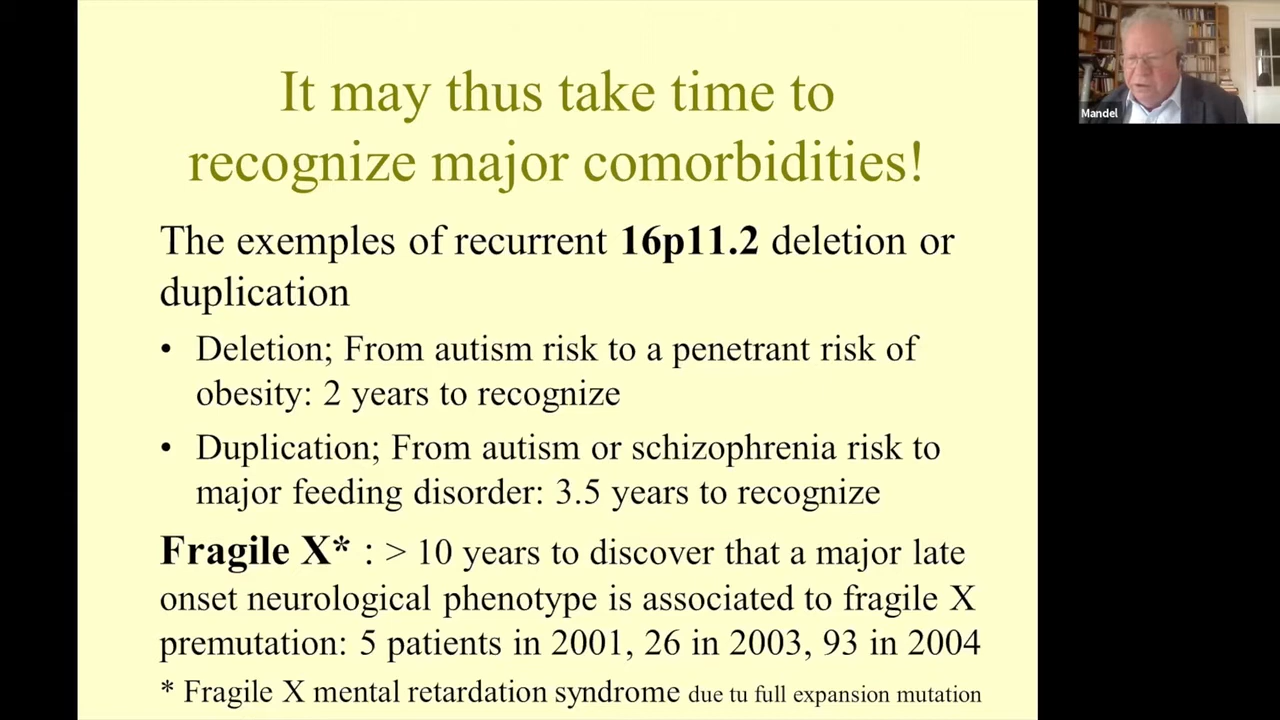 It may thus take time to
recognize major comorbidities!
The exemples of recurrent 16p11.2 deletion or
duplication
• Deletion; From autism risk to a penetrant risk of
obesity: 2 years to recognize
• Duplication; From autism or schizophrenia risk to
major feeding disorder: 3.5 years to recognize
Fragile X* : > 10 years to discover that a major late
onset neurological phenotype is associated to fragile X
premutation: 5 patients in 2001, 26 in 2003, 93 in 2004
* Fragile X mental retardation syndrome due tu full expansion mutation
Mandel